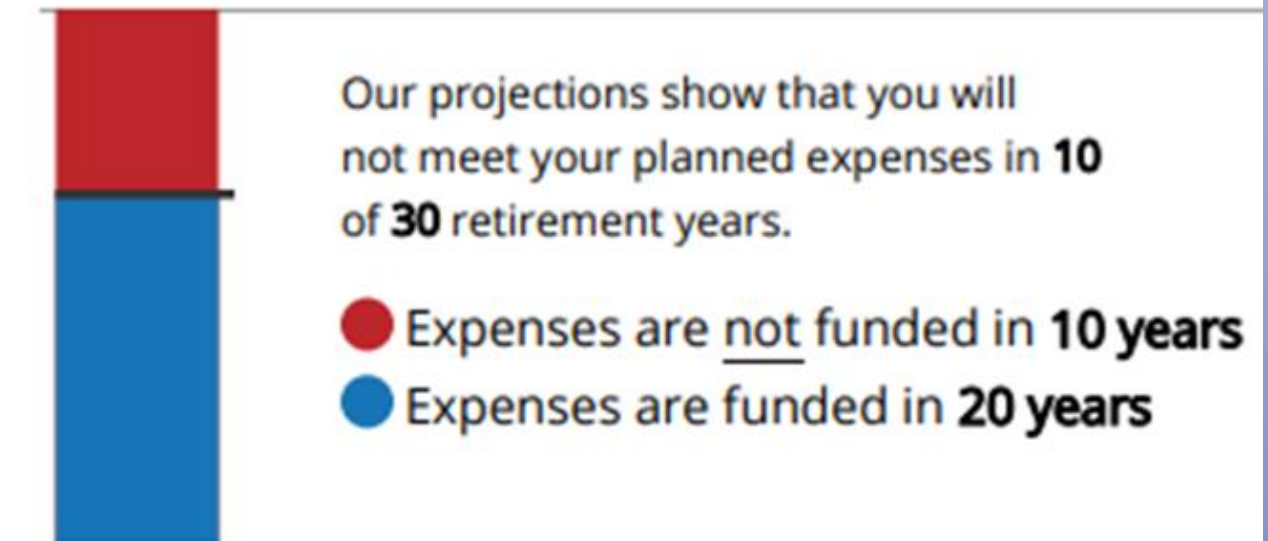 Our projections show that you will
not meet your planned expenses in 10
of 30 retirement years.
Expenses are not funded in 10 years
Expenses are funded in 20 years